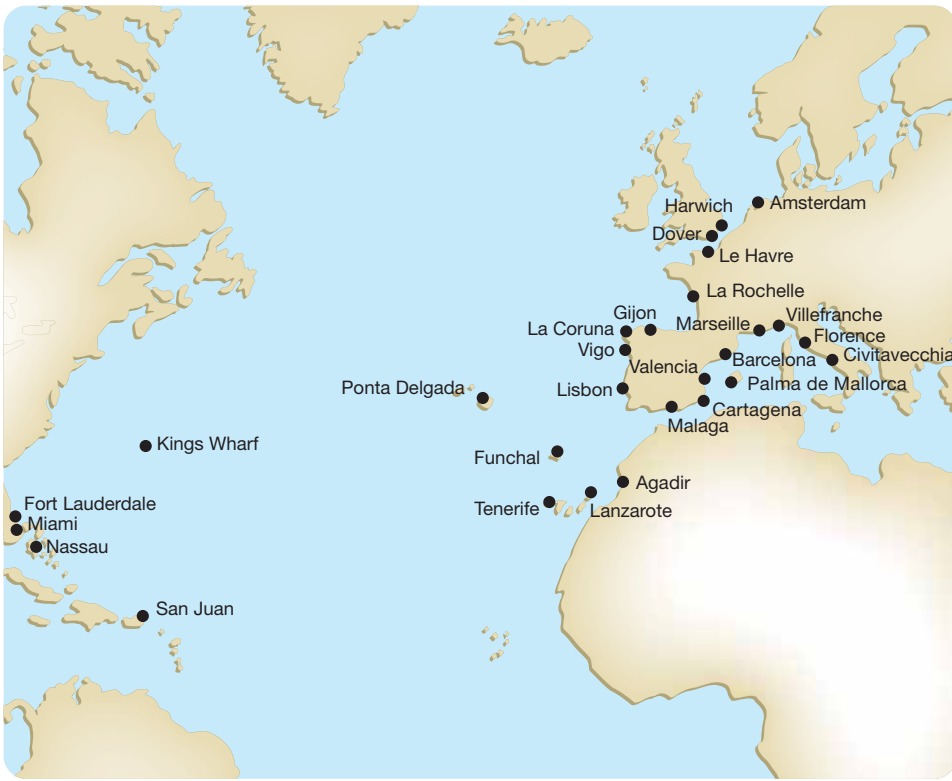 Harwich
Amsterdam
Dover
Le Havre
La Rochelle
Gijon
Villefranche
La Coruna
Marseille
Florence
Vigo
Barcelona
Civitavecchia
Valencia
Palma de Mallorca
Ponta Delgada
Lisbon
Cartagena
Malaga
Kings Wharf
Funchal
Agadir
Fort Lauderdale
Tenerife
Lanzarote
Miami
Nassau
San Juan